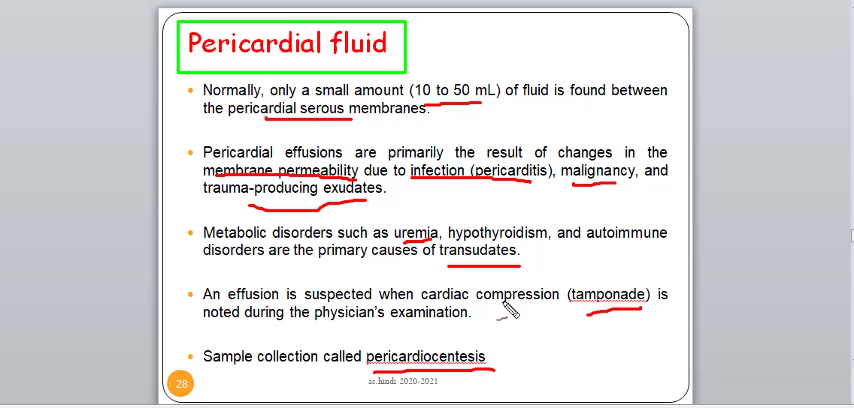 Pericardial fluid
Normally, only a small amount (10 to 50 mL) of fluid is found between
the pericardial serous membranes.
Pericardial effusions are primarily the result of changes in the
membrane permeability due to infection (pericarditis), malignancy, and
trauma-producing exudates.
Metabolic disorders such as uremia, hypothyroidism, and autoimmune
disorders are the primary causes of transudates.
An effusion is suspected when cardiac compression (tamponade) is
noted during the physician's examination.
Sample collection called pericardiocentesis
28
as.hindi 2020-2021